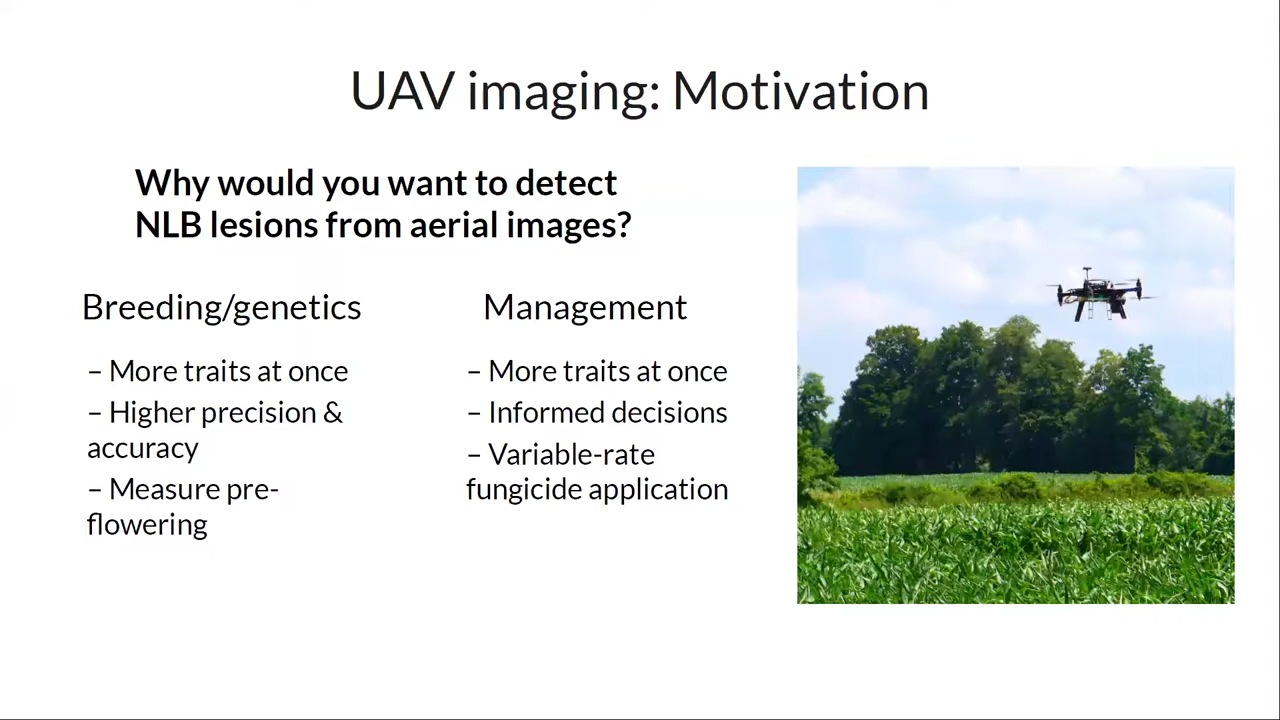 UAV imaging: Motivation
Why would you want to detect
NLB lesions from aerial images?
Breeding/genetics
– More traits at once
– Higher precision &
accuracy
– Measure pre-
flowering
Management
– More traits at once
– Informed decisions
– Variable-rate
fungicide application